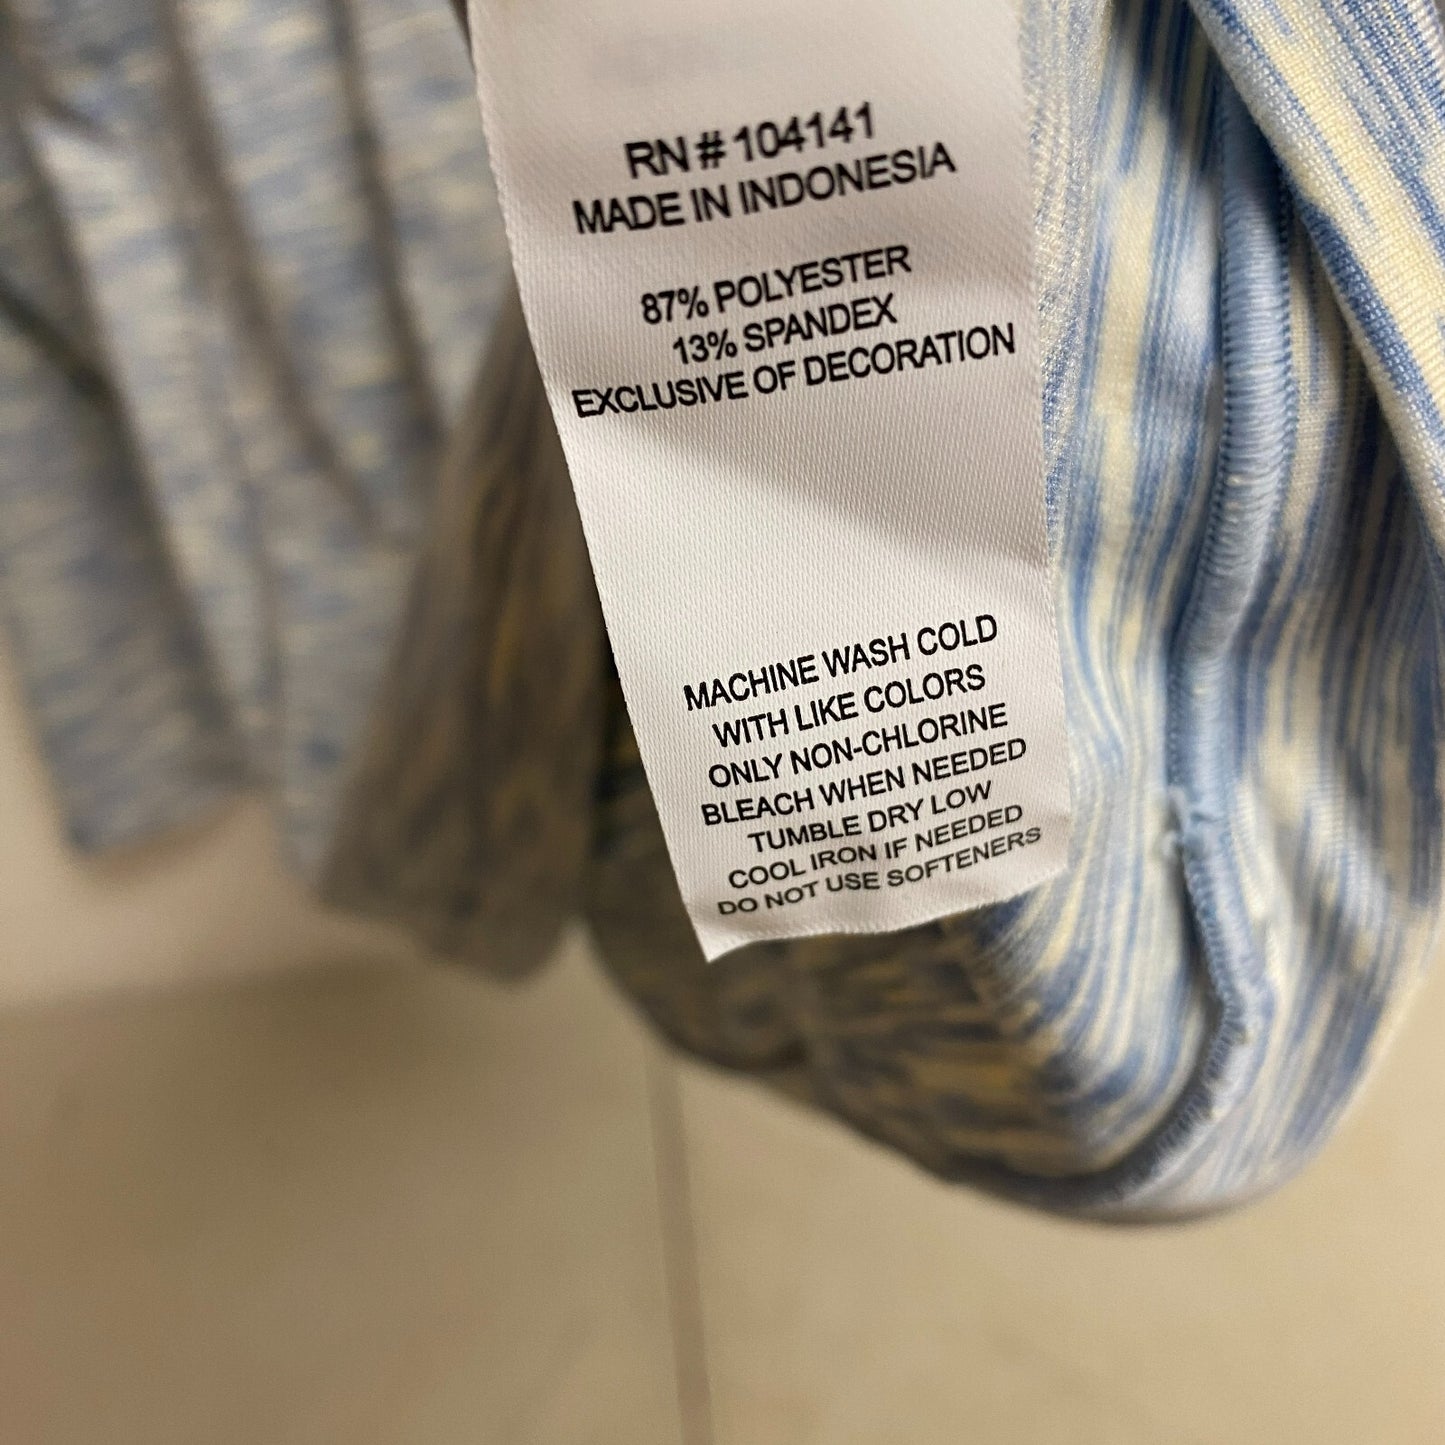 RN # 104141
MADE IN INDONESIA
87% POLYESTER
13% SPANDEX
EXCLUSIVE OF DECORATION
MACHINE WASH COLD
WITH LIKE COLORS
ONLY NON-CHLORINE
BLEACH WHEN NEEDED
TUMBLE DRY LOW
COOL IRON IF NEEDED
DO NOT USE SOFTENERS